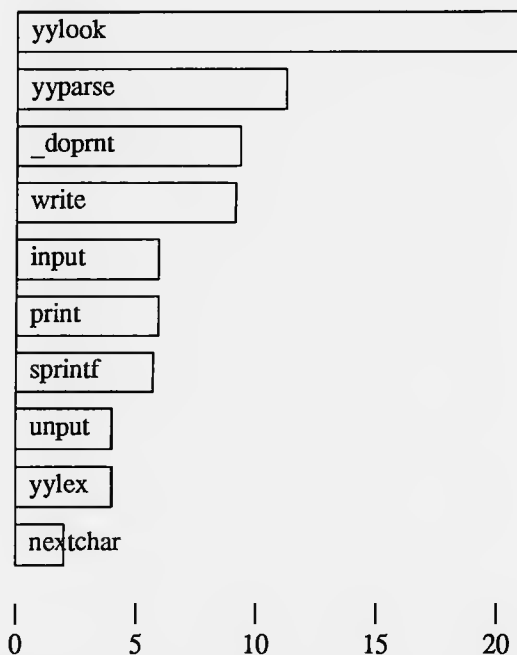 yylook
yyparse
_doprnt
write
input
print
sprintf
unput
yylex
nextchar
0 5 10 15 20